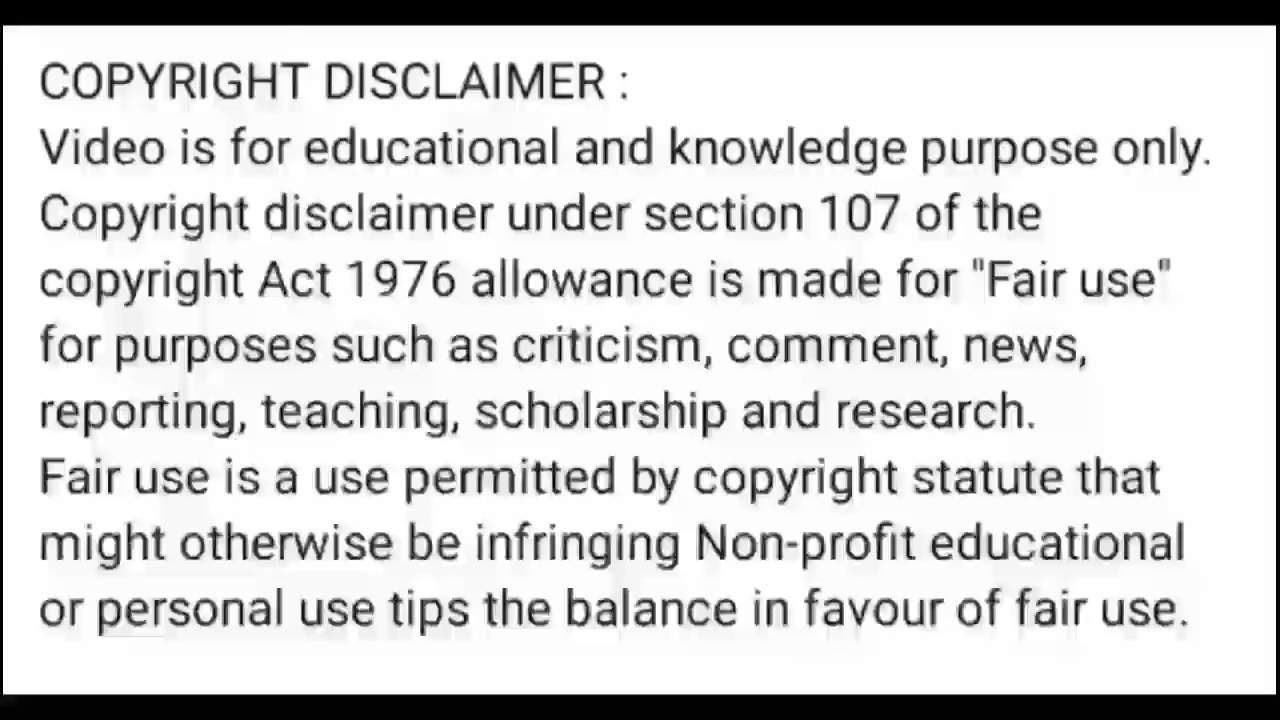 COPYRIGHT DISCLAIMER :
Video is for educational and knowledge purpose only.
Copyright disclaimer under section 107 of the
copyright Act 1976 allowance is made for "Fair use"
for purposes such as criticism, comment, news,
reporting, teaching, scholarship and research.
Fair use is a use permitted by copyright statute that
might otherwise be infringing Non-profit educational
or personal use tips the balance in favour of fair use.